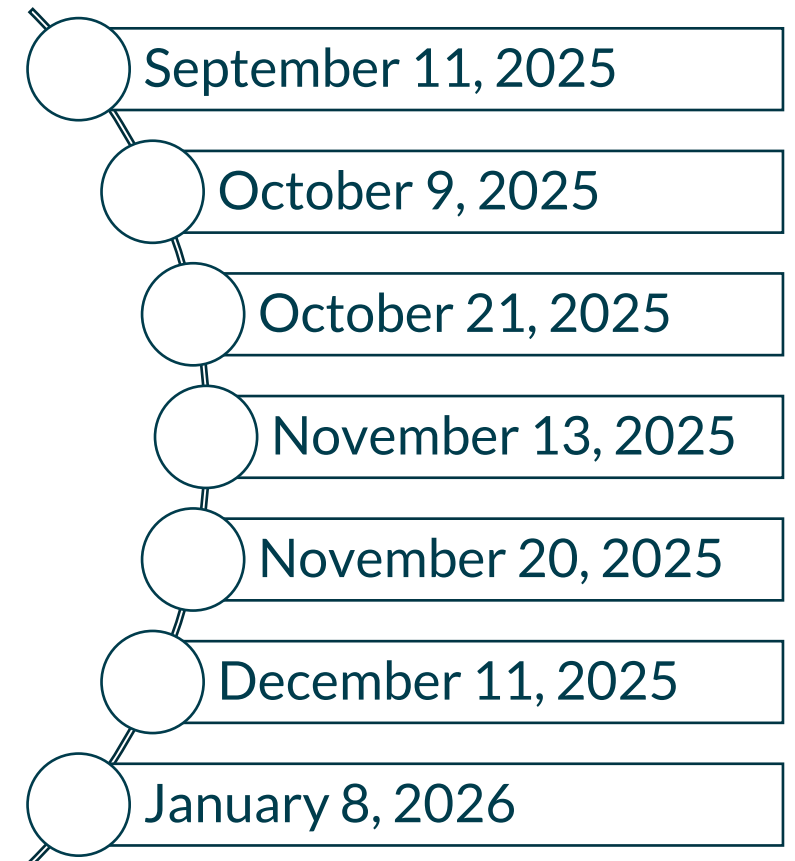 September 11, 2025
October 9, 2025
October 21, 2025
November 13, 2025
November 20, 2025
December 11, 2025
January 8, 2026